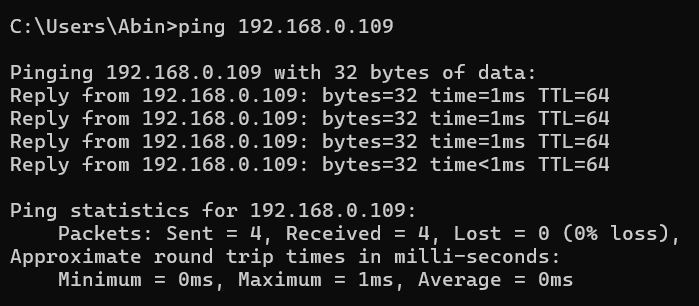 C:\Users\Abin>ping 192.168.0.109
Pinging 192.168.0.109 with 32 bytes of data:
Reply from 192.168.0.109: bytes=32 time=1ms TTL=64
Reply from 192.168.0.109: bytes=32 time=1ms TTL=64
Reply from 192.168.0.109: bytes=32 time=1ms TTL=64
Reply from 192.168.0.109: bytes=32 time<1ms TTL=64
Ping statistics for 192.168.0.109:
Packets: Sent = 4, Received = 4, Lost = 0 (0% loss),
Approximate round trip times in milli-seconds:
Minimum = 0ms, Maximum = 1ms, Average = 0ms